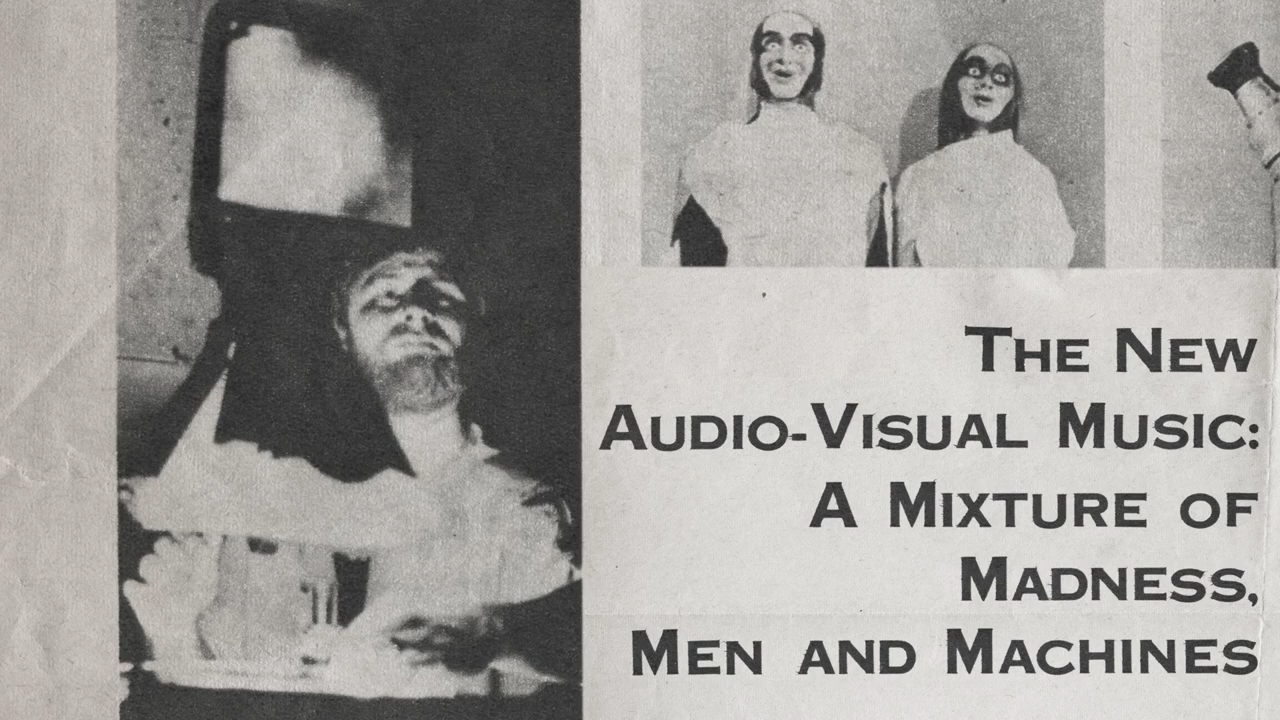 The New
Audio-Visual Music:
A Mixture of
Madness,
Men and Machines